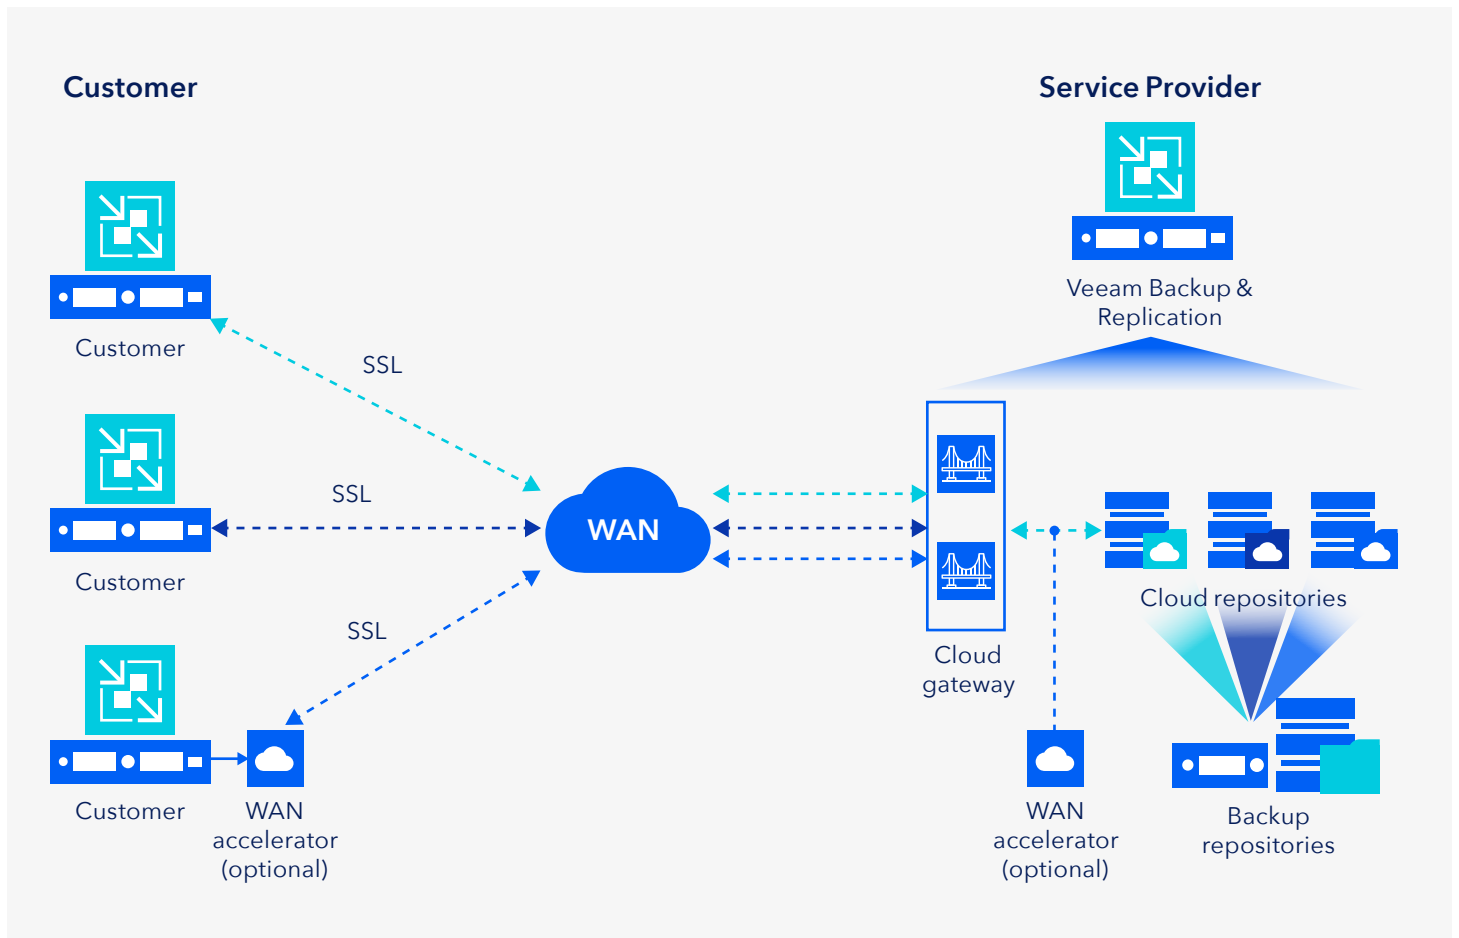 Customer
Service Provider
Veeam Backup &
Replication
Customer
SSL
SSL
WAN
Customer
Cloud repositories
SSL
Cloud
gateway
Customer
WAN
accelerator
(optional)
WAN
accelerator
(optional)
Backup
repositories